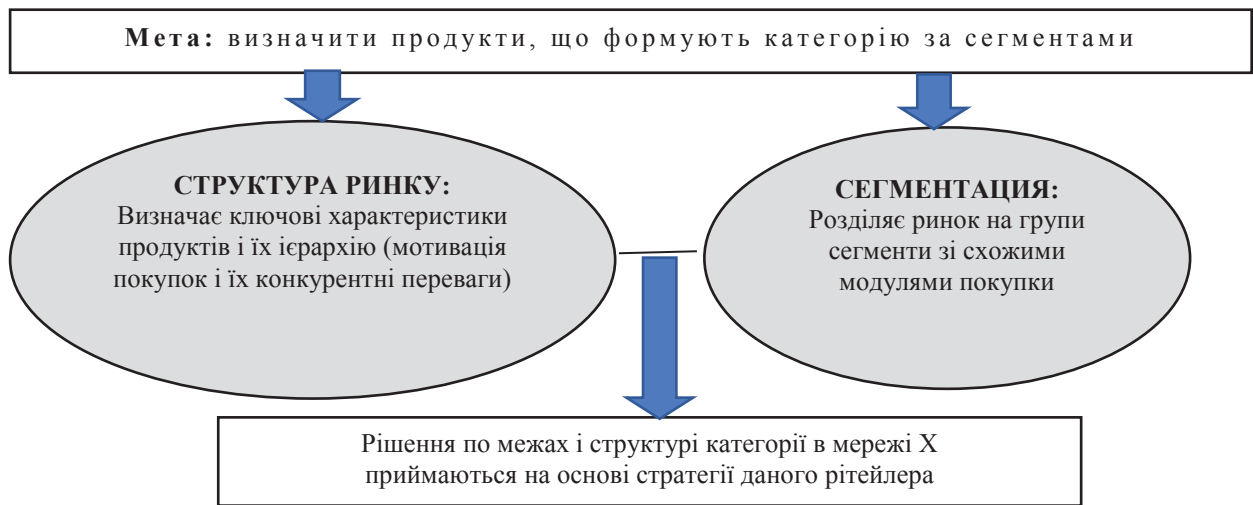 Мета: визначити продукти, що формують категорію за сегментами
СТРУКТУРА РИНКУ:
Визначає ключові характеристики
продуктів і їх ієрархію (мотивація
покупок і їх конкурентні переваги)
СЕГМЕНТАЦИЯ:
Розділяє ринок на групи
сегменти зі схожими
модулями покупки
Рішення по межах і структурі категорії в мережі Х
приймаються на основі стратегії даного рітейлера